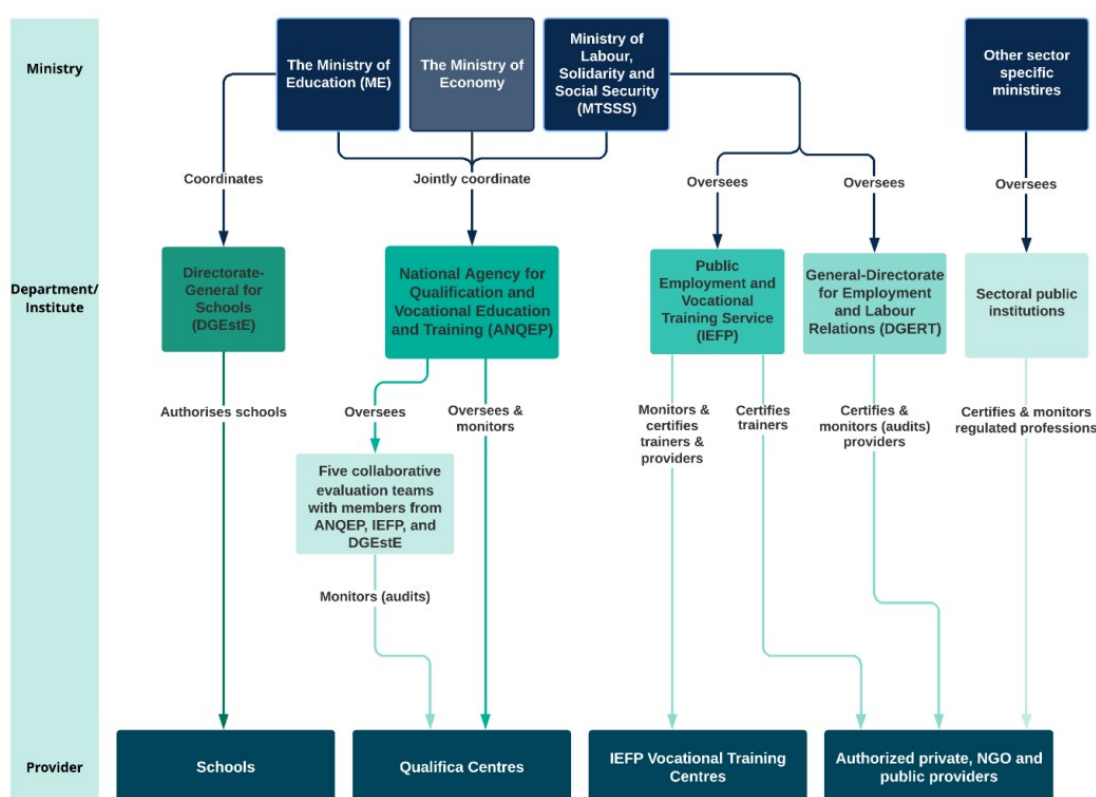 Ministry
The Ministry of
Education (ME)
The Ministry of
Economy
Ministry of
Labour,
Solidarity and
Social Security
(MTSSS)
Other sector
specific
ministires
Coordinates
Jointly coordinate
Oversees
Oversees
Oversees
Department/
Institute
Directorate-
General for
Schools
(DGEstE)
National Agency for
Qualification and
Vocational Education
and Training (ANQEP)
Public
Employment and
Vocational
Training Service
(IEFP)
General-Directorate
for Employment
and Labour
Relations (DGERT)
Sectoral public
institutions
Authorises schools
Oversees
Oversees &
monitors
Monitors &
certifies
trainers &
providers
Certifies
trainers
Certifies &
monitors (audits)
providers
Certifies & monitors
regulated professions
Five collaborative
evaluation teams
with members from
ANQEP, IEFP, and
DGEstE
Monitors (audits)
Provider
Schools
Qualifica Centres
IEFP Vocational Training
Centres
Authorized private, NGO and
public providers